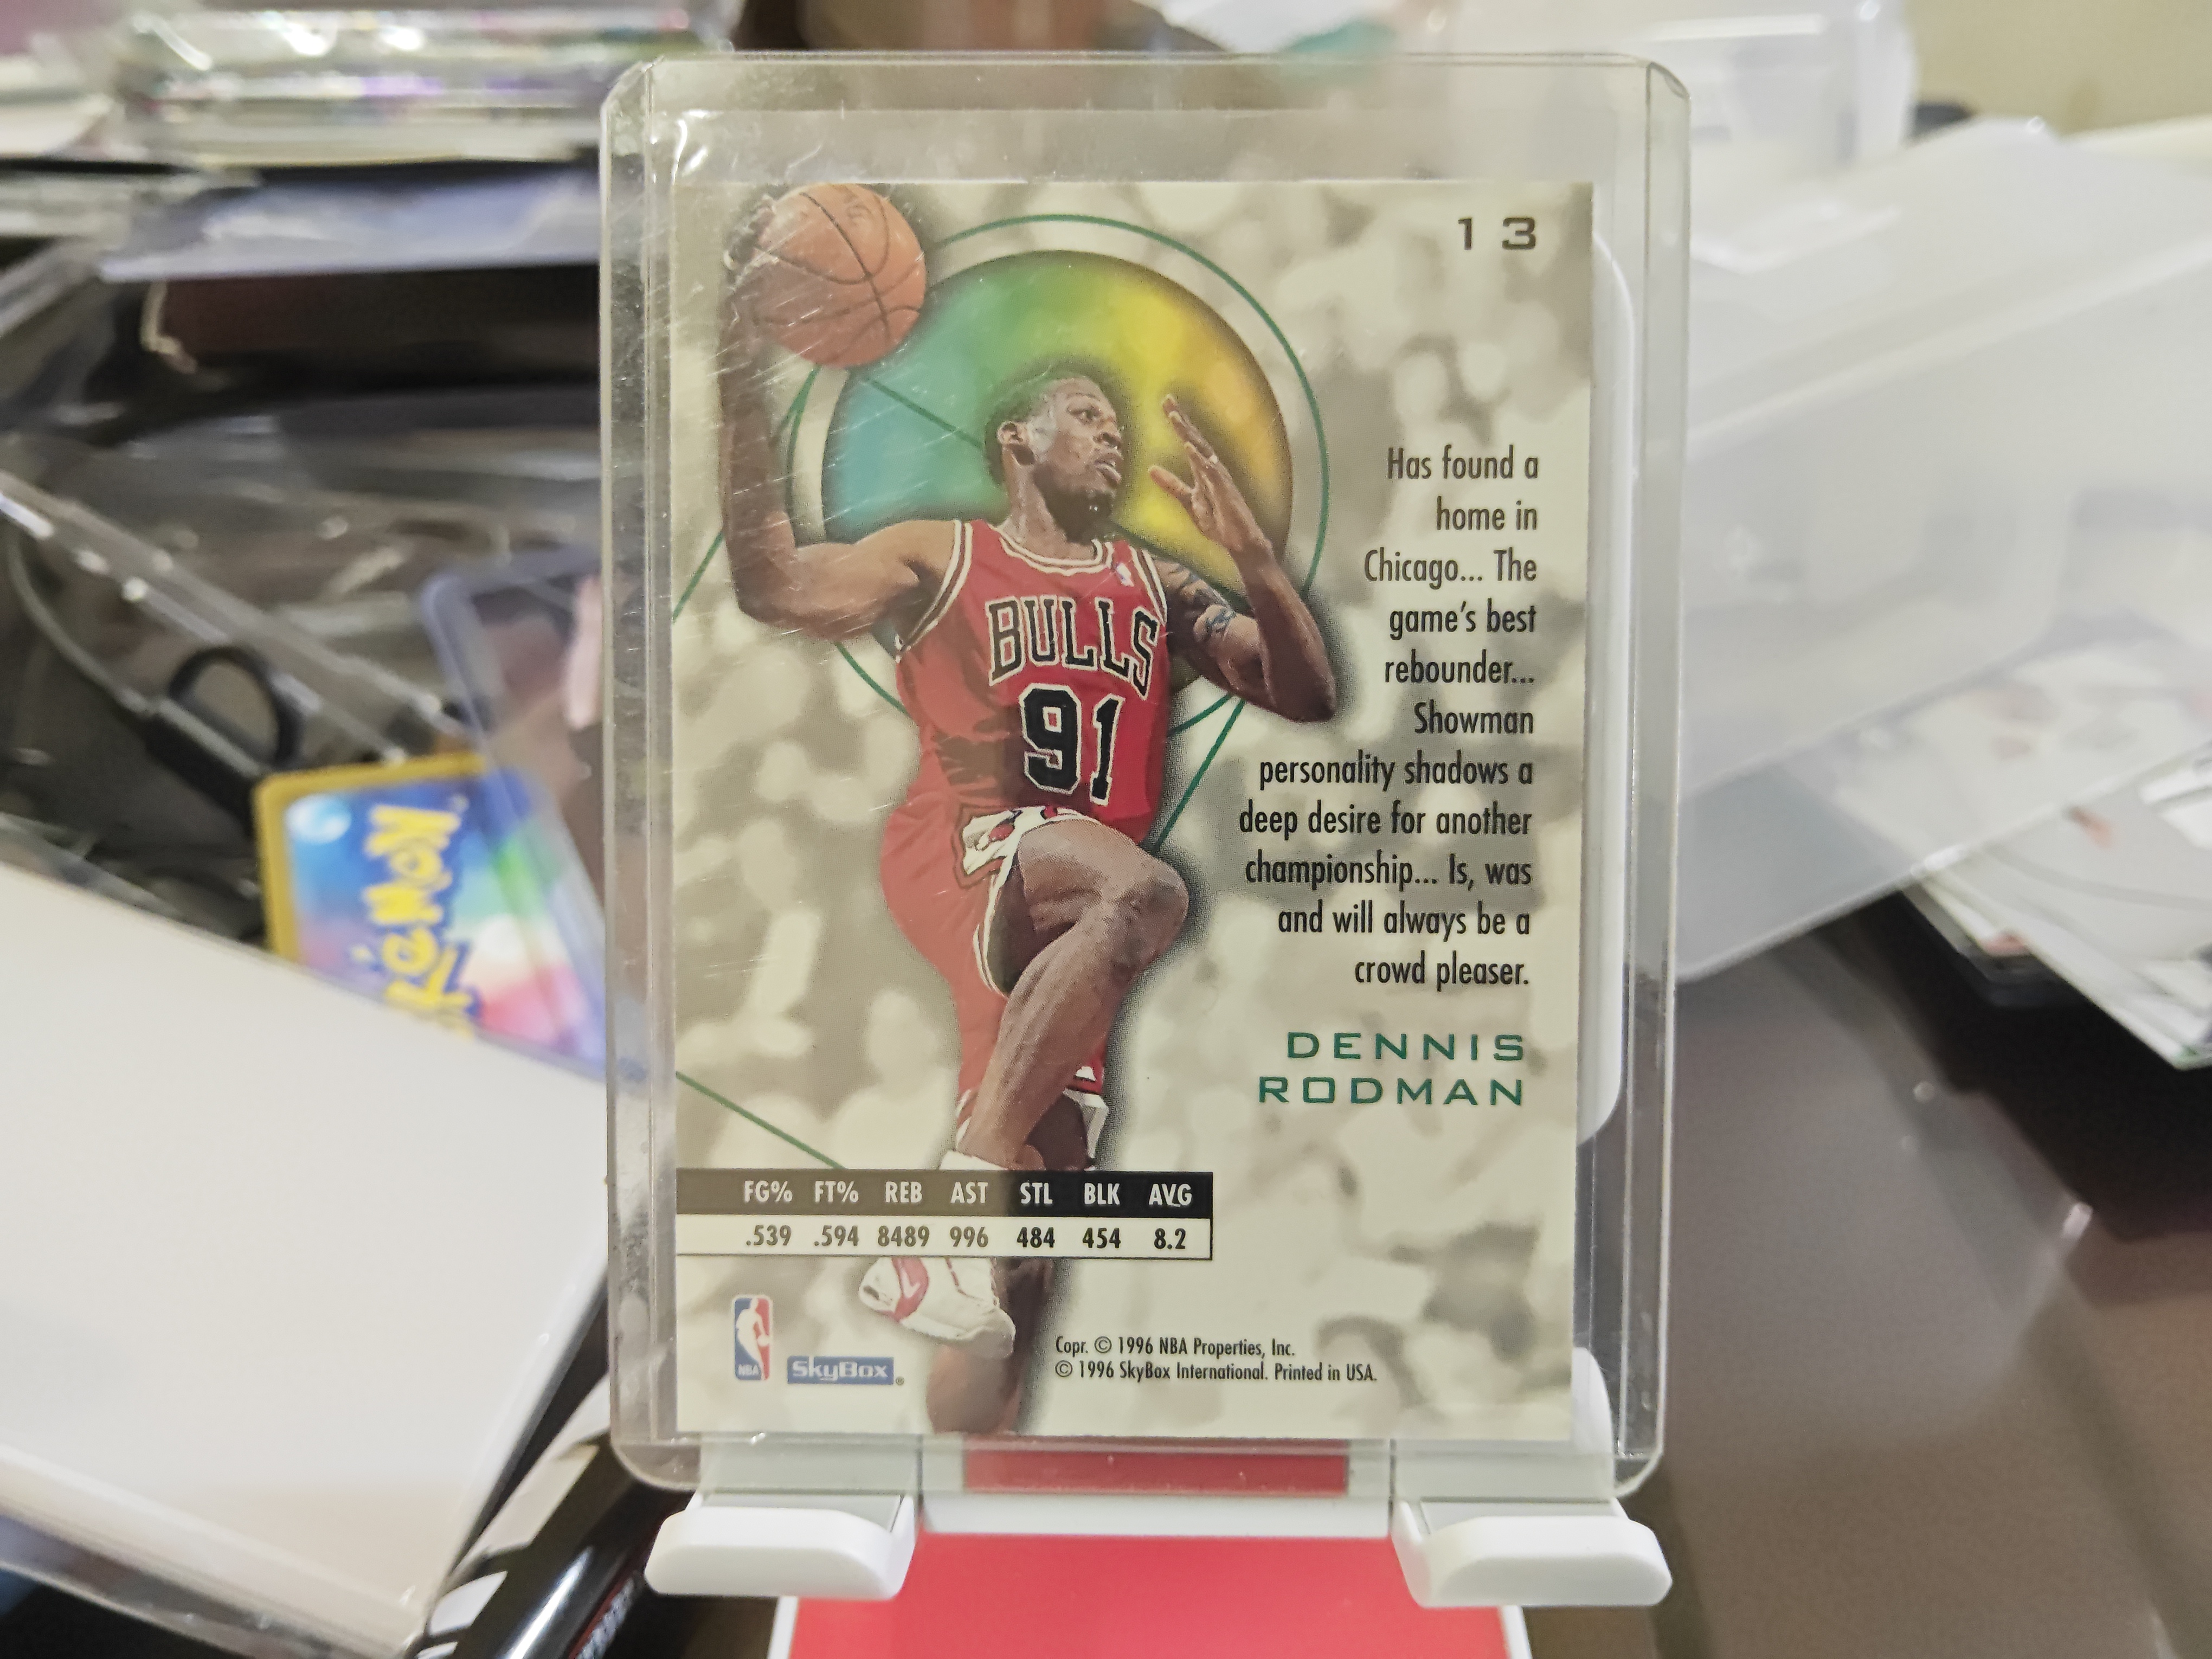 13
Has found a
home in
Chicago... The
game's best
rebounder...
Showman
personality shadows a
deep desire for another
championship... Is, was
and will always be a
crowd pleaser.
DENNIS
RODMAN
BULLS
91
FG% FT% REB AST STL BLK AVG
.539 .594 8489 996 484 454 8.2
NBA
SkyBox®
Copr. © 1996 NBA Properties, Inc.
© 1996 SkyBox International. Printed in USA.
POKéMON